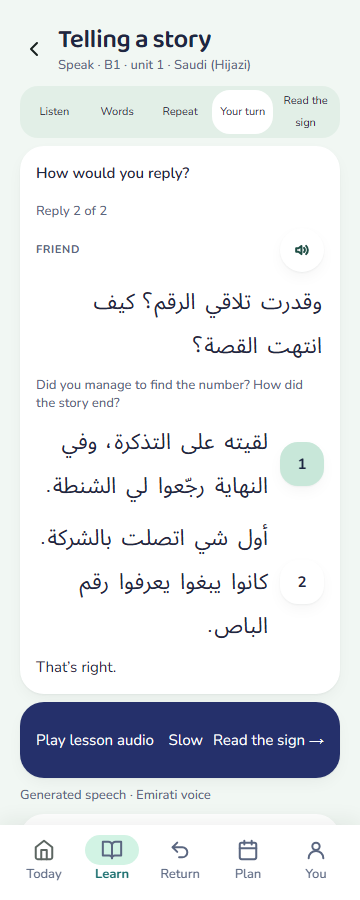 Telling a story
Speak · B1 · unit 1 · Saudi (Hijazi)
Listen
Words
Repeat
Your turn
Read the
sign
How would you reply?
Reply 2 of 2
FRIEND
وقدرت تلاقي الرقم؟ كيف
انتهت القصة؟
Did you manage to find the number? How did
the story end?
لقيته على التذكرة، وفي
النهاية رجّعوا لي الشنطة.
1
أول شي اتصلت بالشركة.
كانوا يبغوا يعرفوا رقم
الباص.
2
That's right.
Play lesson audio
Slow
Read the sign →
Generated speech · Emirati voice
Today
Learn
Return
Plan
You